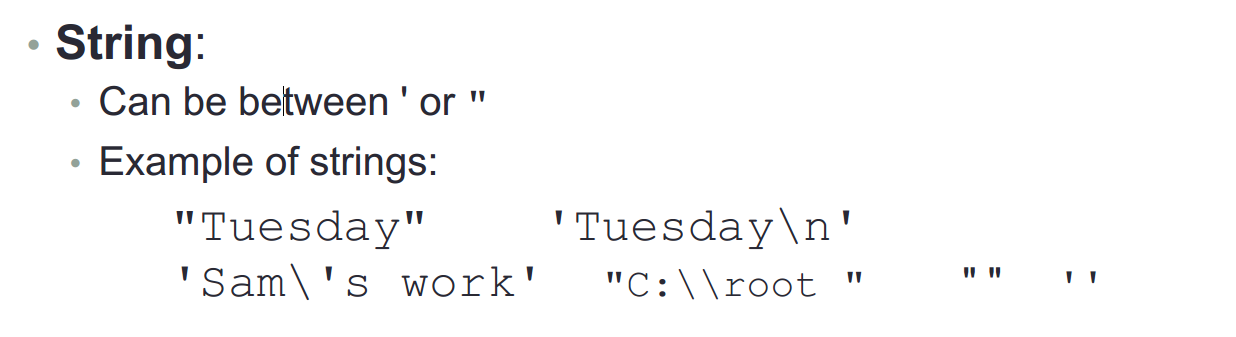 • String:
• Can be between ' or "
• Example of strings:
"Tuesday" 'Tuesday\n'
'Sam\'s work' "C:\\root " "" ''